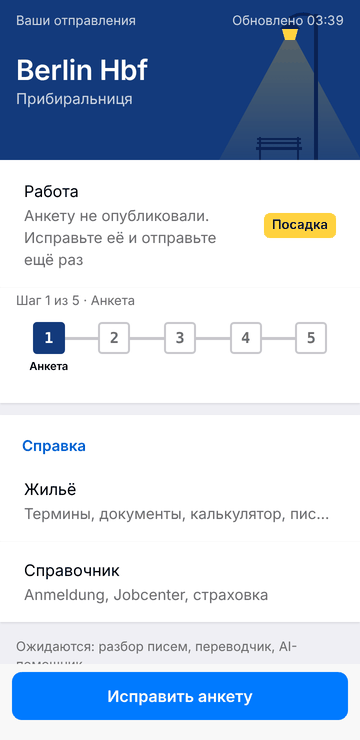 Ваши отправления
Обновлено 03:39
Berlin Hbf
Прибиральниця
Работа
Анкету не опубликовали.
Исправьте её и отправьте
ещё раз
Посадка
Шаг 1 из 5 · Анкета
1 2 3 4 5
Анкета
Справка
Жильё
Термины, документы, калькулятор, пис...
Справочник
Anmeldung, Jobcenter, страховка
Ожидаются: разбор писем, переводчик, AI-
Исправить анкету